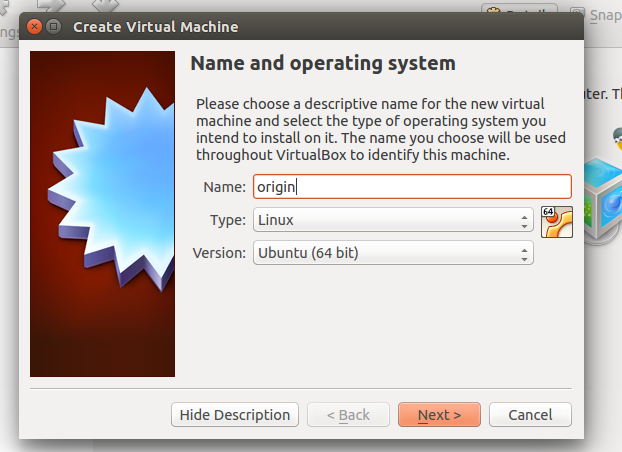 Create Virtual Machine
Snap
ngs
Name and operating system
Please choose a descriptive name for the new virtual
machine and select the type of operating system you
intend to install on it. The name you choose will be used
throughout VirtualBox to identify this machine.
uter. Th
Name: origin
Type: Linux
64
Version: Ubuntu (64 bit)
Hide Description
< Back
Next >
Cancel